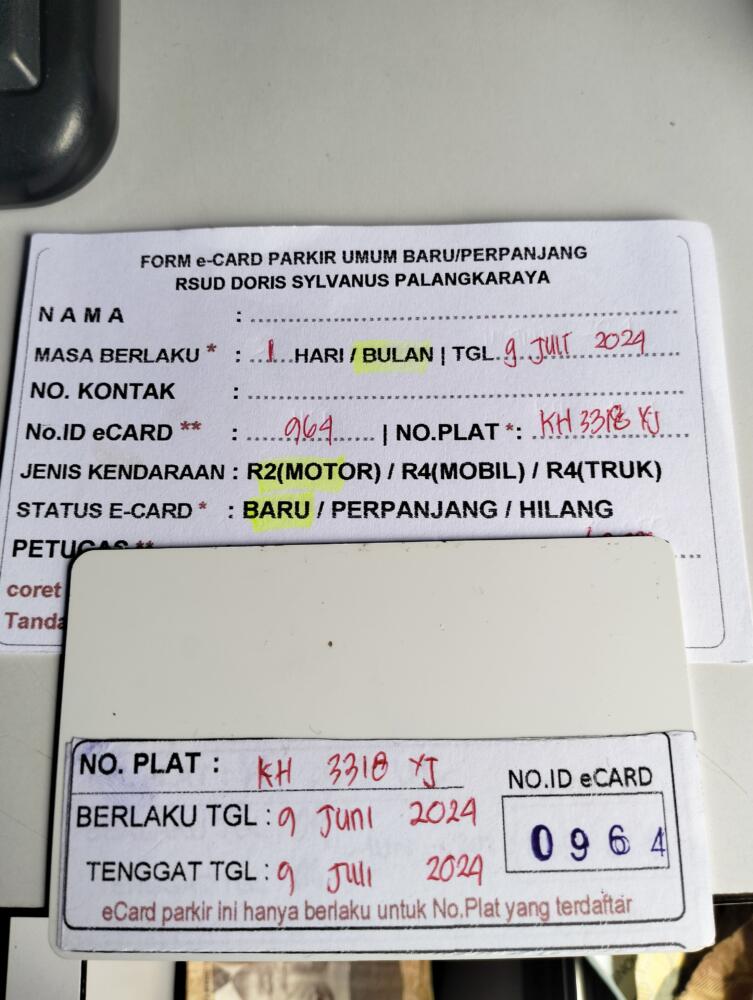 FORM e-CARD PARKIR UMUM BARU/PERPANJANG
RSUD DORIS SYLVANUS PALANGKARAYA
N A M A : ........................
MASA BERLAKU * : 1 HARI / BULAN | TGL. 9 JULI 2024
NO. KONTAK : ........................
No.ID eCARD ** : 964 | NO.PLAT *: KH 3318 YJ
JENIS KENDARAAN : R2(MOTOR) / R4(MOBIL) / R4(TRUK)
STATUS E-CARD * : BARU / PERPANJANG / HILANG
PETUGAS **
coret
NO. PLAT : KH 3318 YJ
NO.ID eCARD
BERLAKU TGL : 9 JUNI 2024
0964
TENGGAT TGL : 9 JULI 2024
eCard parkir ini hanya berlaku untuk No.Plat yang terdaftar